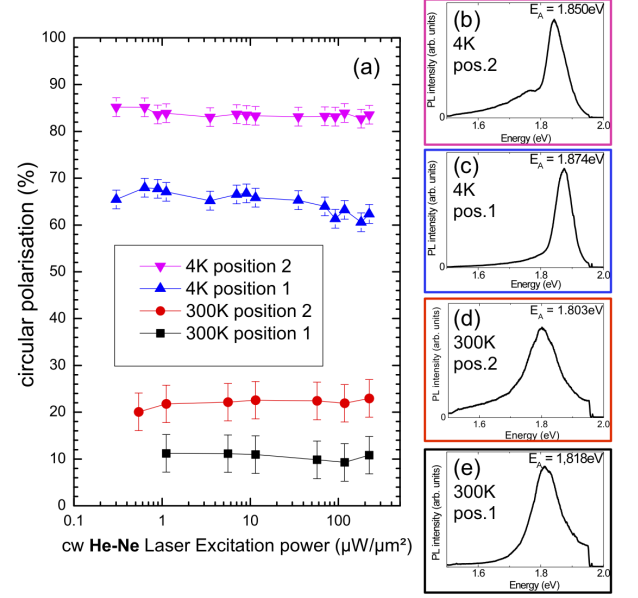 circular polarisation (%)
100
90
80
70
60
50
40
30
20
10
0
(a)
4K position 2
4K position 1
300K position 2
300K position 1
0.1
1
10
100
cw He-Ne Laser Excitation power (µW/µm²)
PL intensity (arb. units)
(b)
4K
pos.2
E_A = 1.850eV
1.6
1.8
2.0
Energy (eV)
PL intensity (arb. units)
(c)
4K
pos.1
E_A = 1.874eV
1.6
1.8
2.0
Energy (eV)
PL intensity (arb. units)
(d)
300K
pos.2
E_A = 1.803eV
1.6
1.8
2.0
Energy (eV)
PL intensity (arb. units)
(e)
300K
pos.1
E_A = 1,818eV
1.6
1.8
2.0
Energy (eV)